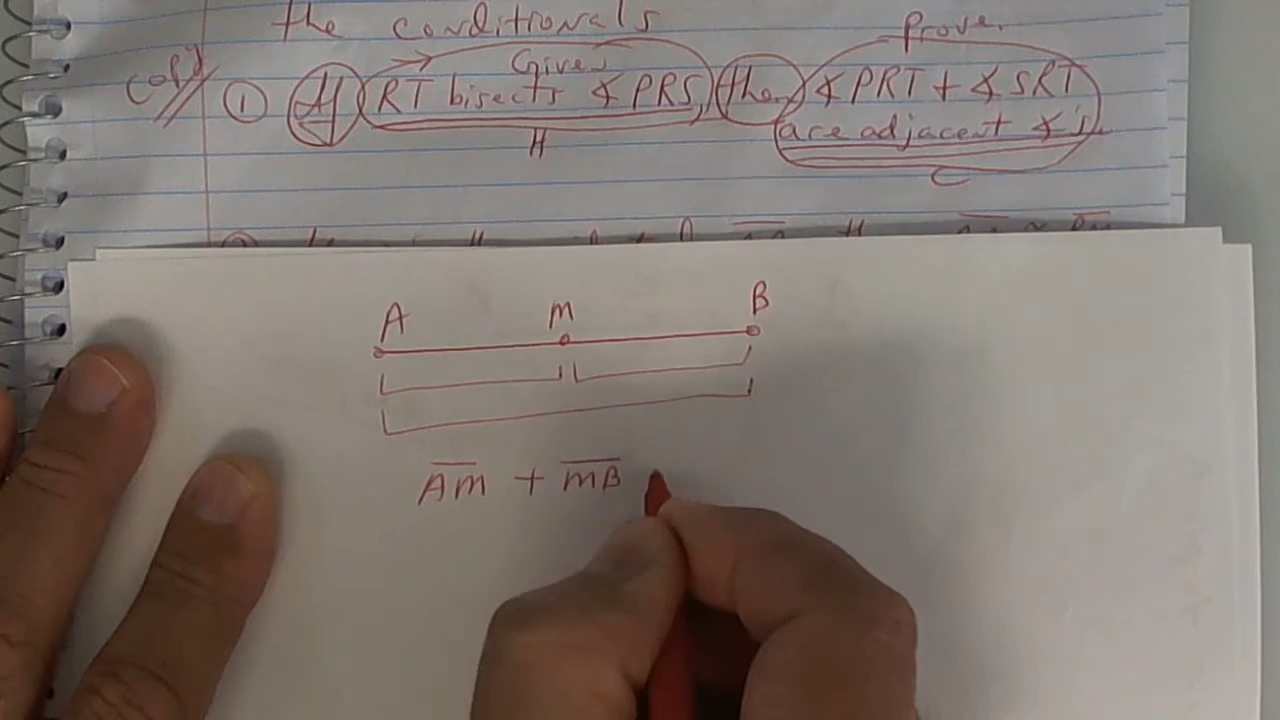 the conditionals
Given Prove.
copy ① If RT bisects ∡PRS, then ∡PRT + ∡SRT
are adjacent ∡'s.
H C
A M B
AM + MB